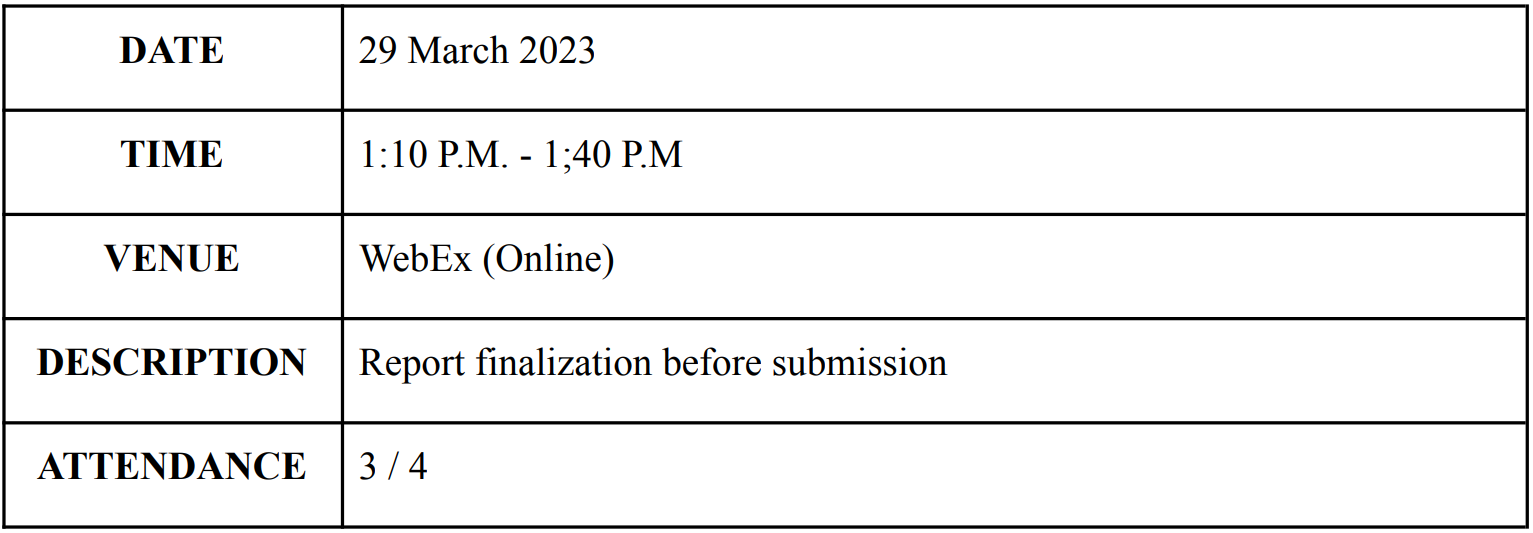 DATE 29 March 2023
TIME 1:10 P.M. - 1;40 P.M
VENUE WebEx (Online)
DESCRIPTION Report finalization before submission
ATTENDANCE 3 / 4